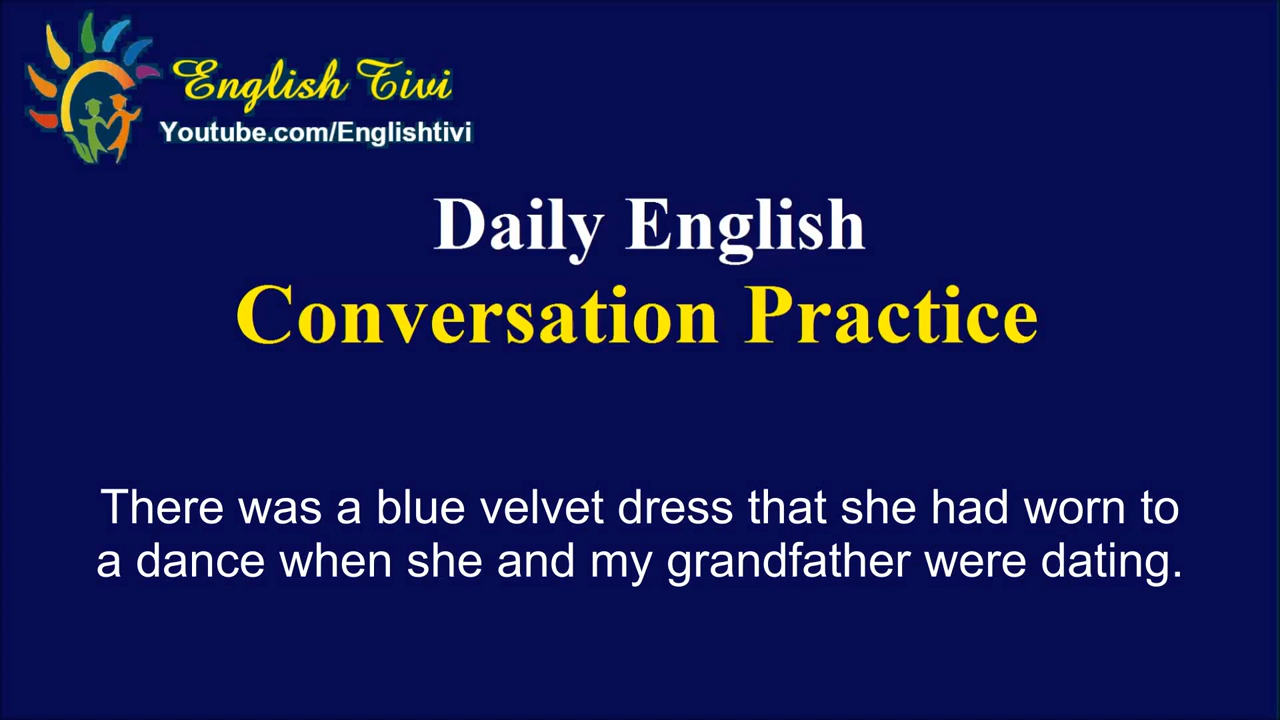 English Tivi
Youtube.com/Englishtivi
Daily English
Conversation Practice
There was a blue velvet dress that she had worn to
a dance when she and my grandfather were dating.